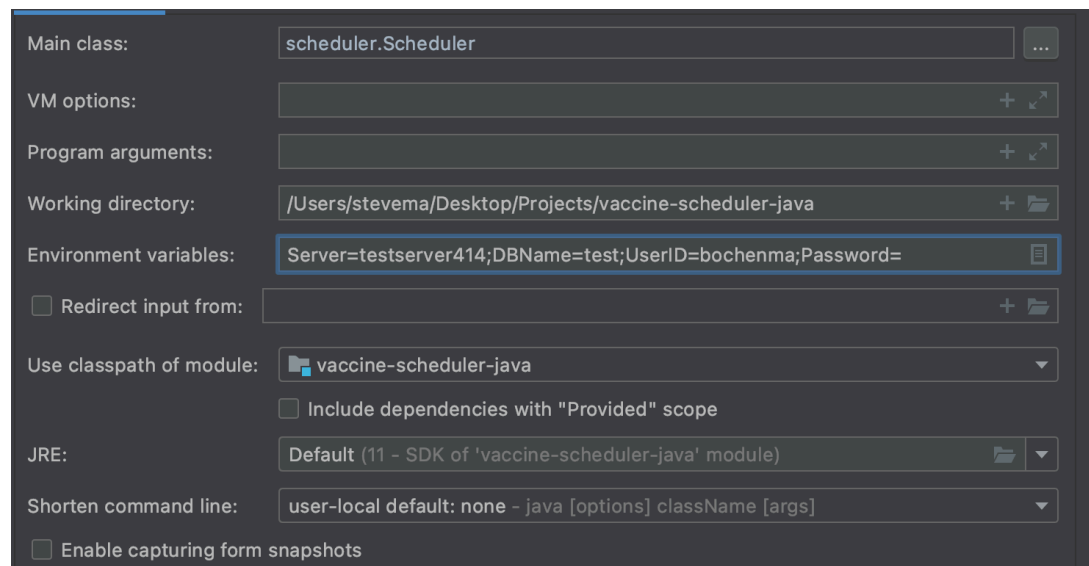 Main class: scheduler.Scheduler ...
VM options:
Program arguments:
Working directory: /Users/stevema/Desktop/Projects/vaccine-scheduler-java
Environment variables: Server=testserver414;DBName=test;UserID=bochenma;Password=
Redirect input from:
Use classpath of module: vaccine-scheduler-java
Include dependencies with "Provided" scope
JRE: Default (11 - SDK of 'vaccine-scheduler-java' module)
Shorten command line: user-local default: none - java [options] className [args]
Enable capturing form snapshots